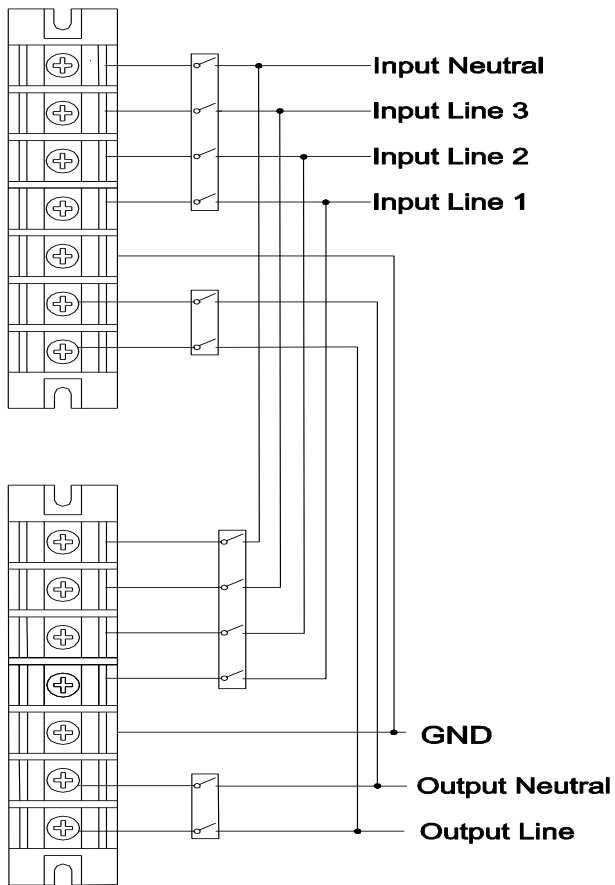 Input Neutral
Input Line 3
Input Line 2
Input Line 1
GND
Output Neutral
Output Line